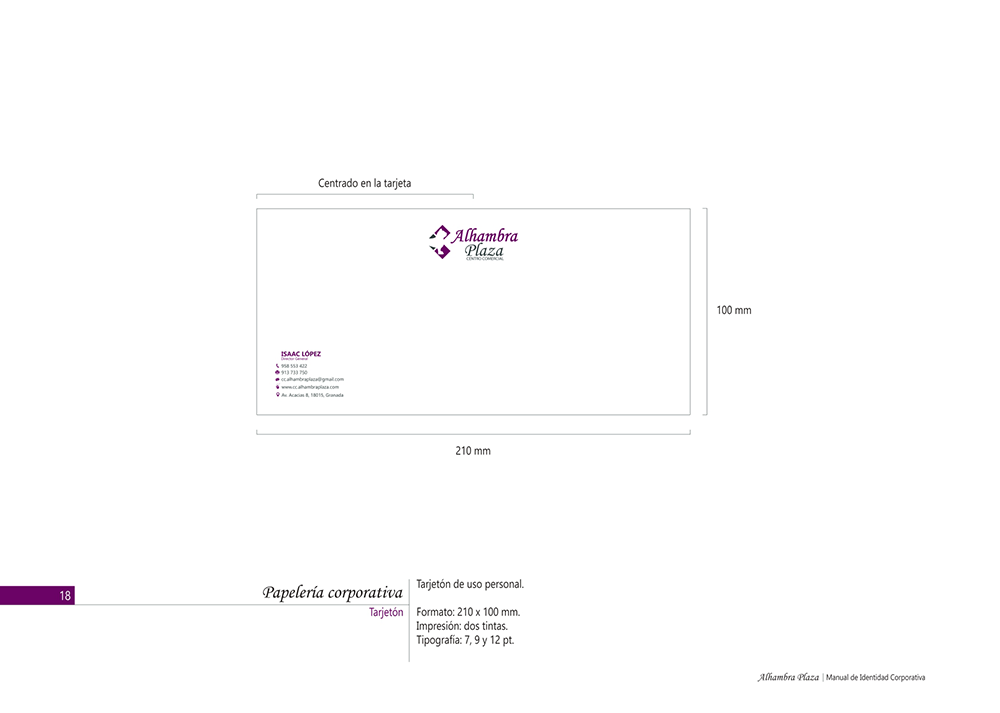 Centrado en la tarjeta
Alhambra
Plaza
CENTRO COMERCIAL
100 mm
ISAAC LÓPEZ
Director General
958 553 422
913 733 750
cc.alhambraplaza@gmail.com
www.cc.alhambraplaza.com
Av. Acacias 8, 18015, Granada
210 mm
18
Papelería corporativa
Tarjetón
Tarjetón de uso personal.
Formato: 210 x 100 mm.
Impresión: dos tintas.
Tipografía: 7, 9 y 12 pt.
Alhambra Plaza | Manual de Identidad Corporativa